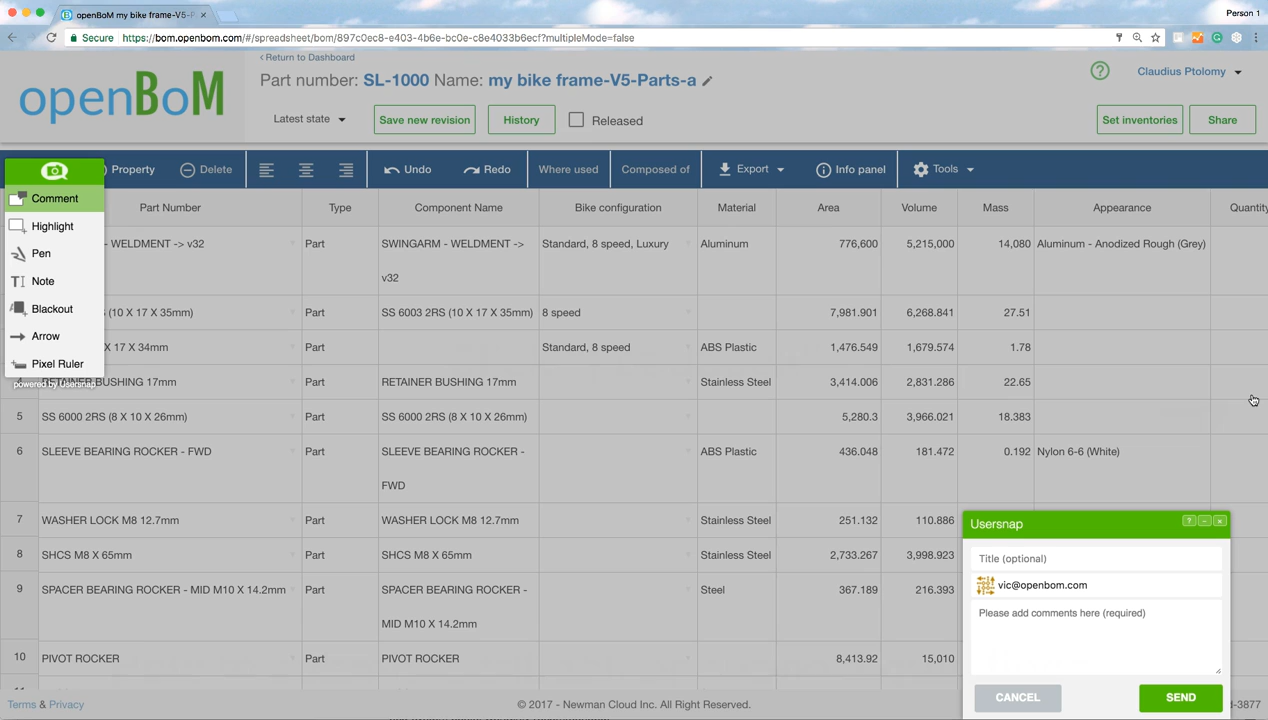 openBoM my bike frame-V5-P
Person 1
Secure https://bom.openbom.com/#/spreadsheet/bom/897c0ec8-e403-4b6e-bc0e-c8e4033b6ecf?multipleMode=false
openBoM
< Return to Dashboard
Part number: SL-1000 Name: my bike frame-V5-Parts-a
? Claudius Ptolomy
Latest state Save new revision History Released Set inventories Share
Property Delete Undo Redo Where used Composed of Export Info panel Tools
Comment
Highlight
Pen
Note
Blackout
Arrow
Pixel Ruler
powered by Usersnap
Part Number Type Component Name Bike configuration Material Area Volume Mass Appearance Quantity
- WELDMENT -> v32 Part SWINGARM - WELDMENT -> Standard, 8 speed, Luxury Aluminum 776,600 5,215,000 14,080 Aluminum - Anodized Rough (Grey)
v32
(10 X 17 X 35mm) Part SS 6003 2RS (10 X 17 X 35mm) 8 speed 7,981.901 6,268.841 27.51
X 17 X 34mm Part Standard, 8 speed ABS Plastic 1,476.549 1,679.574 1.78
RETAINER BUSHING 17mm Part RETAINER BUSHING 17mm Stainless Steel 3,414.006 2,831.286 22.65
5 SS 6000 2RS (8 X 10 X 26mm) Part SS 6000 2RS (8 X 10 X 26mm) 5,280.3 3,966.021 18.383
6 SLEEVE BEARING ROCKER - FWD Part SLEEVE BEARING ROCKER - ABS Plastic 436.048 181.472 0.192 Nylon 6-6 (White)
FWD
7 WASHER LOCK M8 12.7mm Part WASHER LOCK M8 12.7mm Stainless Steel 251.132 110.886
8 SHCS M8 X 65mm Part SHCS M8 X 65mm Stainless Steel 2,733.267 3,998.923
9 SPACER BEARING ROCKER - MID M10 X 14.2mm Part SPACER BEARING ROCKER - Steel 367.189 216.393
MID M10 X 14.2mm
10 PIVOT ROCKER Part PIVOT ROCKER 8,413.92 15,010
Usersnap ? – x
Title (optional)
vic@openbom.com
Please add comments here (required)
CANCEL SEND
Terms & Privacy © 2017 - Newman Cloud Inc. All Right Reserved. -3877